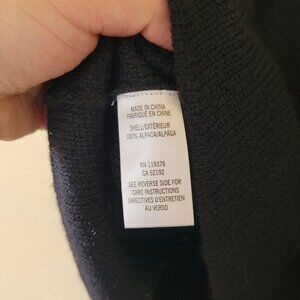 MADE IN CHINA
FABRIQUÉ EN CHINE
SHELL/EXTÉRIEUR
100% ALPACA/ALPAGA
RN 119376
CA 52192
SEE REVERSE SIDE FOR
CARE INSTRUCTIONS
DIRECTIVES D'ENTRETIEN
AU VERSO